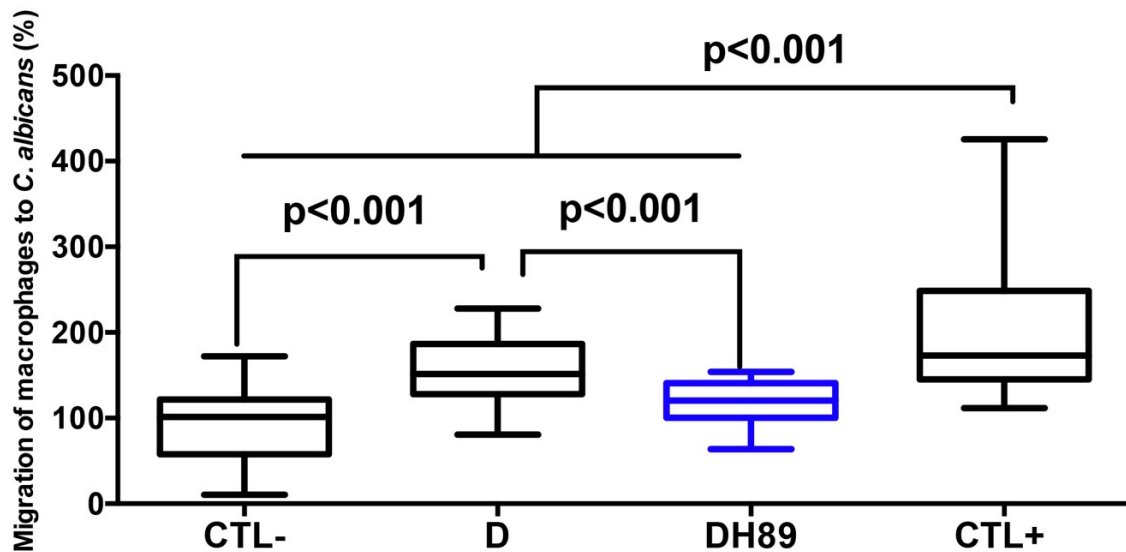 Migration of macrophages to C. albicans (%)
p<0.001
500
400
p<0.001
p<0.001
300
200
100
0
CTL- D DH89 CTL+